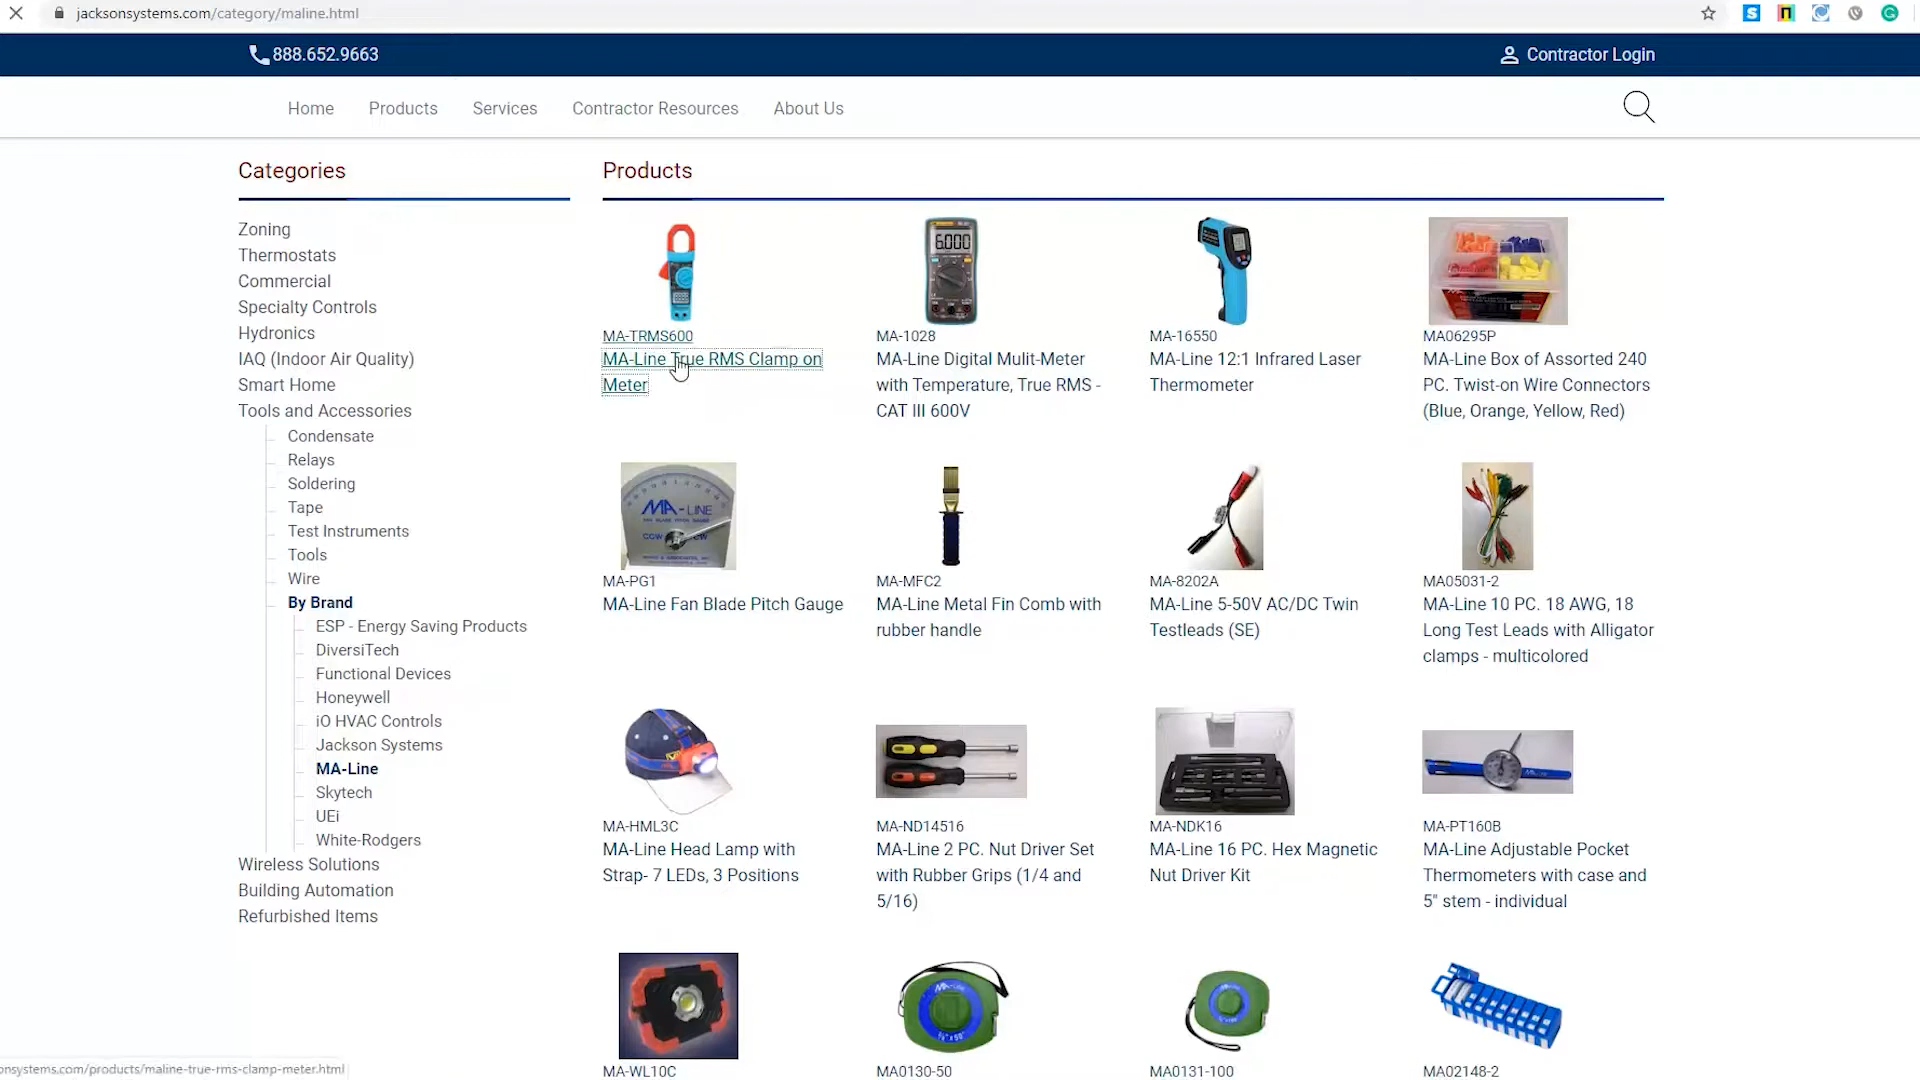 jacksonsystems.com/category/maline.html
888.652.9663
Contractor Login
Home
Products
Services
Contractor Resources
About Us
Categories
Zoning
Thermostats
Commercial
Specialty Controls
Hydronics
IAQ (Indoor Air Quality)
Smart Home
Tools and Accessories
Condensate
Relays
Soldering
Tape
Test Instruments
Tools
Wire
By Brand
ESP - Energy Saving Products
DiversiTech
Functional Devices
Honeywell
iO HVAC Controls
Jackson Systems
MA-Line
Skytech
UEi
White-Rodgers
Wireless Solutions
Building Automation
Refurbished Items
Products
MA-TRMS600
MA-Line True RMS Clamp on
Meter
6.000
MA-1028
MA-Line Digital Mulit-Meter
with Temperature, True RMS -
CAT III 600V
MA-16550
MA-Line 12:1 Infrared Laser
Thermometer
MA06295P
MA-Line Box of Assorted 240
PC. Twist-on Wire Connectors
(Blue, Orange, Yellow, Red)
MA-LINE
CCW
CW
MA-PG1
MA-Line Fan Blade Pitch Gauge
MA-MFC2
MA-Line Metal Fin Comb with
rubber handle
MA-8202A
MA-Line 5-50V AC/DC Twin
Testleads (SE)
MA05031-2
MA-Line 10 PC. 18 AWG, 18
Long Test Leads with Alligator
clamps - multicolored
MA-HML3C
MA-Line Head Lamp with
Strap- 7 LEDs, 3 Positions
MA-ND14516
MA-Line 2 PC. Nut Driver Set
with Rubber Grips (1/4 and
5/16)
MA-NDK16
MA-Line 16 PC. Hex Magnetic
Nut Driver Kit
MA-PT160B
MA-Line Adjustable Pocket
Thermometers with case and
5" stem - individual
MA-WL10C
MA-LINE
MA0130-50
MA0131-100
MA02148-2
onsystems.com/products/maline-true-rms-clamp-meter.html